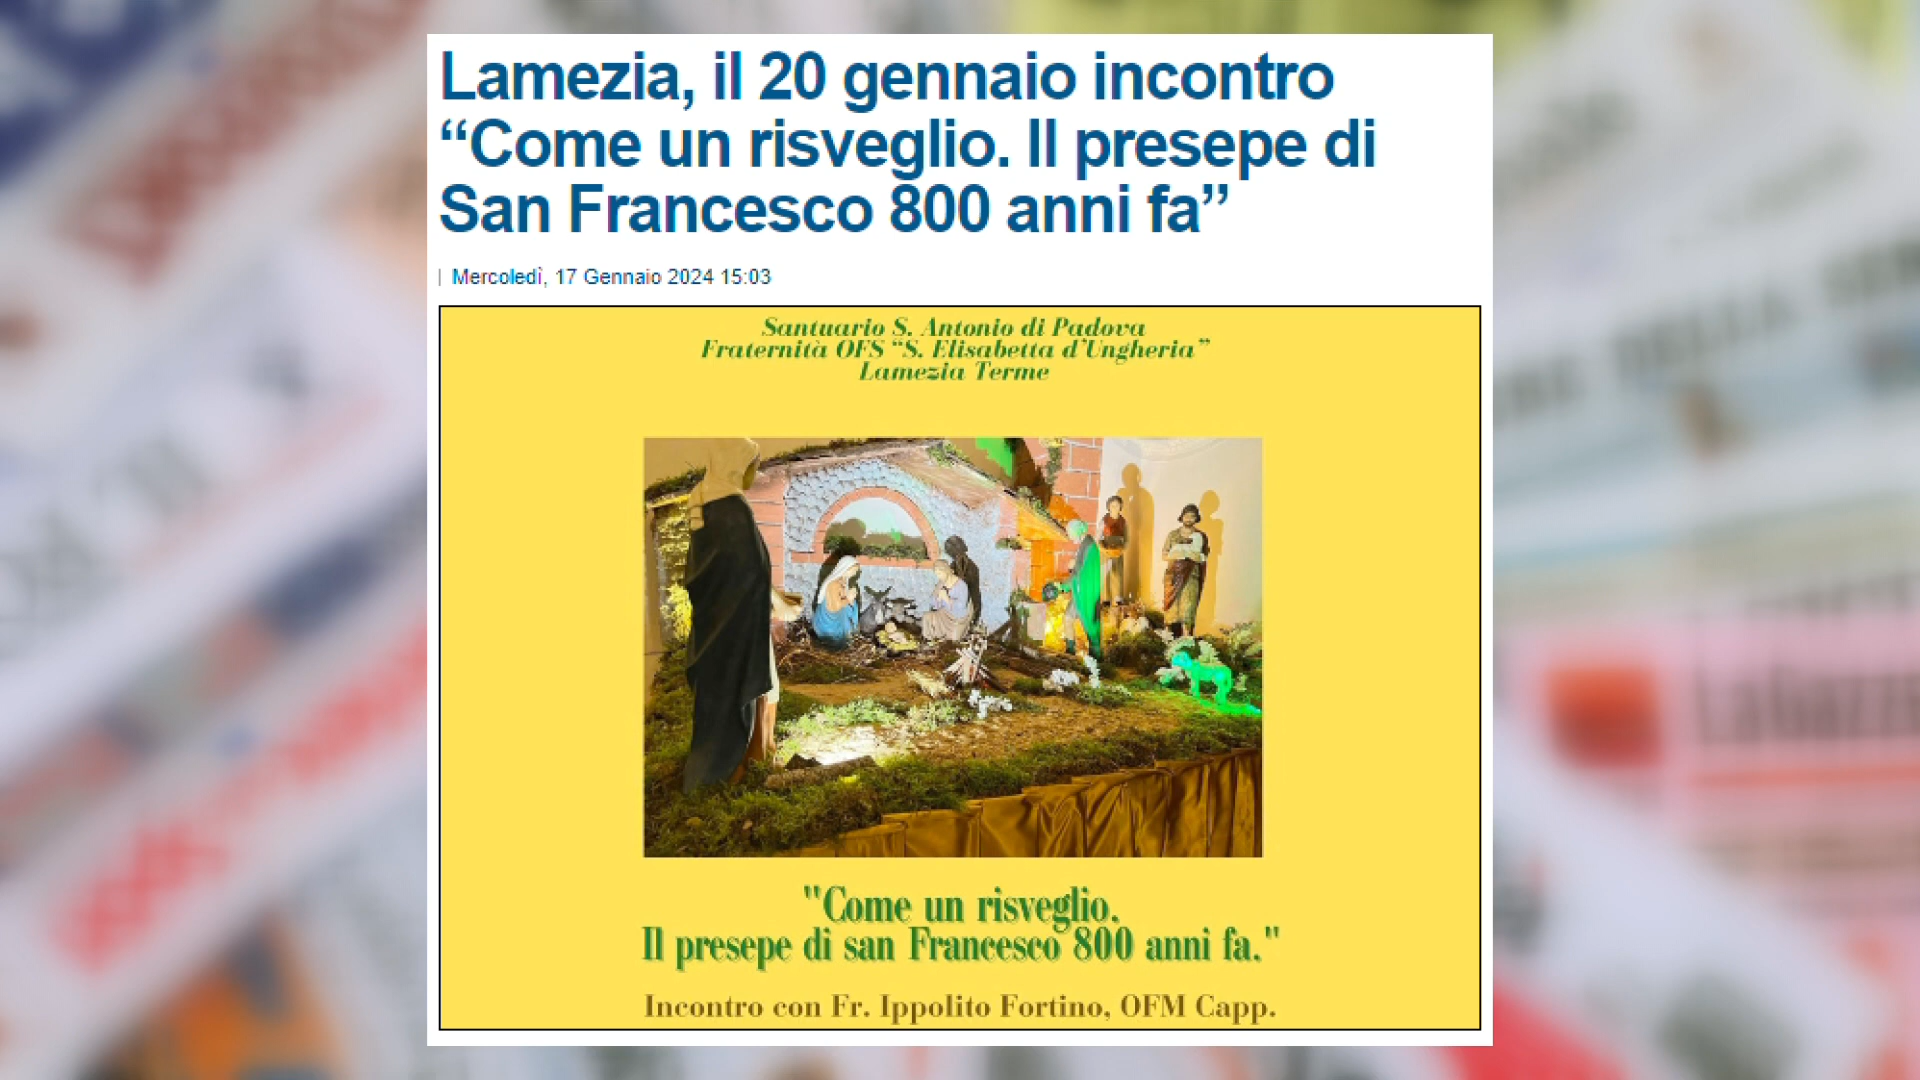 Lamezia, il 20 gennaio incontro
“Come un risveglio. Il presepe di
San Francesco 800 anni fa”
| Mercoledì, 17 Gennaio 2024 15:03
Santuario S. Antonio di Padova
Fraternità OFS “S. Elisabetta d’Ungheria”
Lamezia Terme
"Come un risveglio.
Il presepe di san Francesco 800 anni fa."
Incontro con Fr. Ippolito Fortino, OFM Capp.